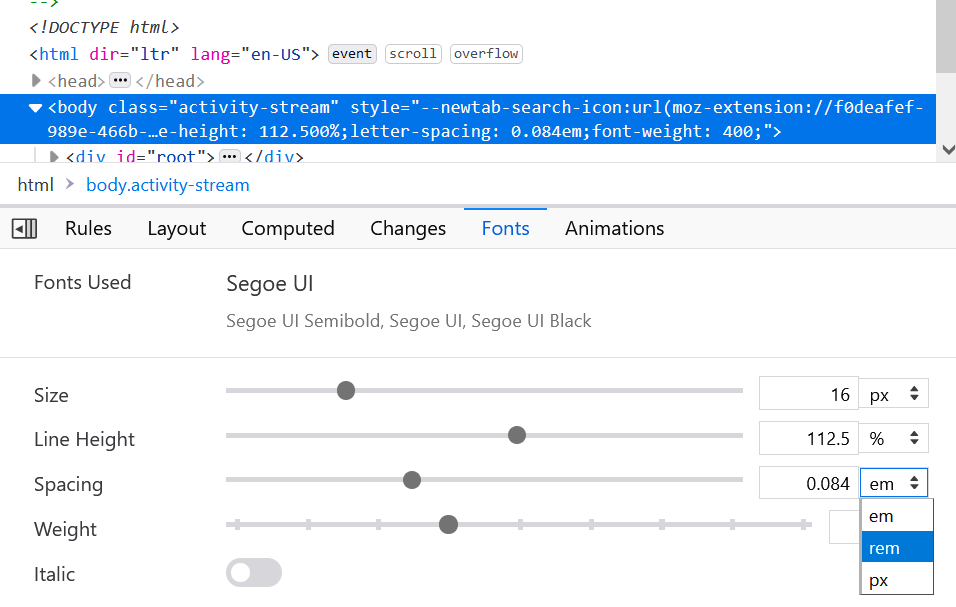 -->
<!DOCTYPE html>
<html dir="ltr" lang="en-US"> event scroll overflow
<head> ••• </head>
<body class="activity-stream" style="--newtab-search-icon:url(moz-extension://f0deafef-
989e-466b-…e-height: 112.500%;letter-spacing: 0.084em;font-weight: 400;">
<div id="root"> ••• </div>
html > body.activity-stream
Rules Layout Computed Changes Fonts Animations
Fonts Used Segoe UI
Segoe UI Semibold, Segoe UI, Segoe UI Black
Size 16 px
Line Height 112.5 %
Spacing 0.084 em
em
Weight
rem
Italic
px